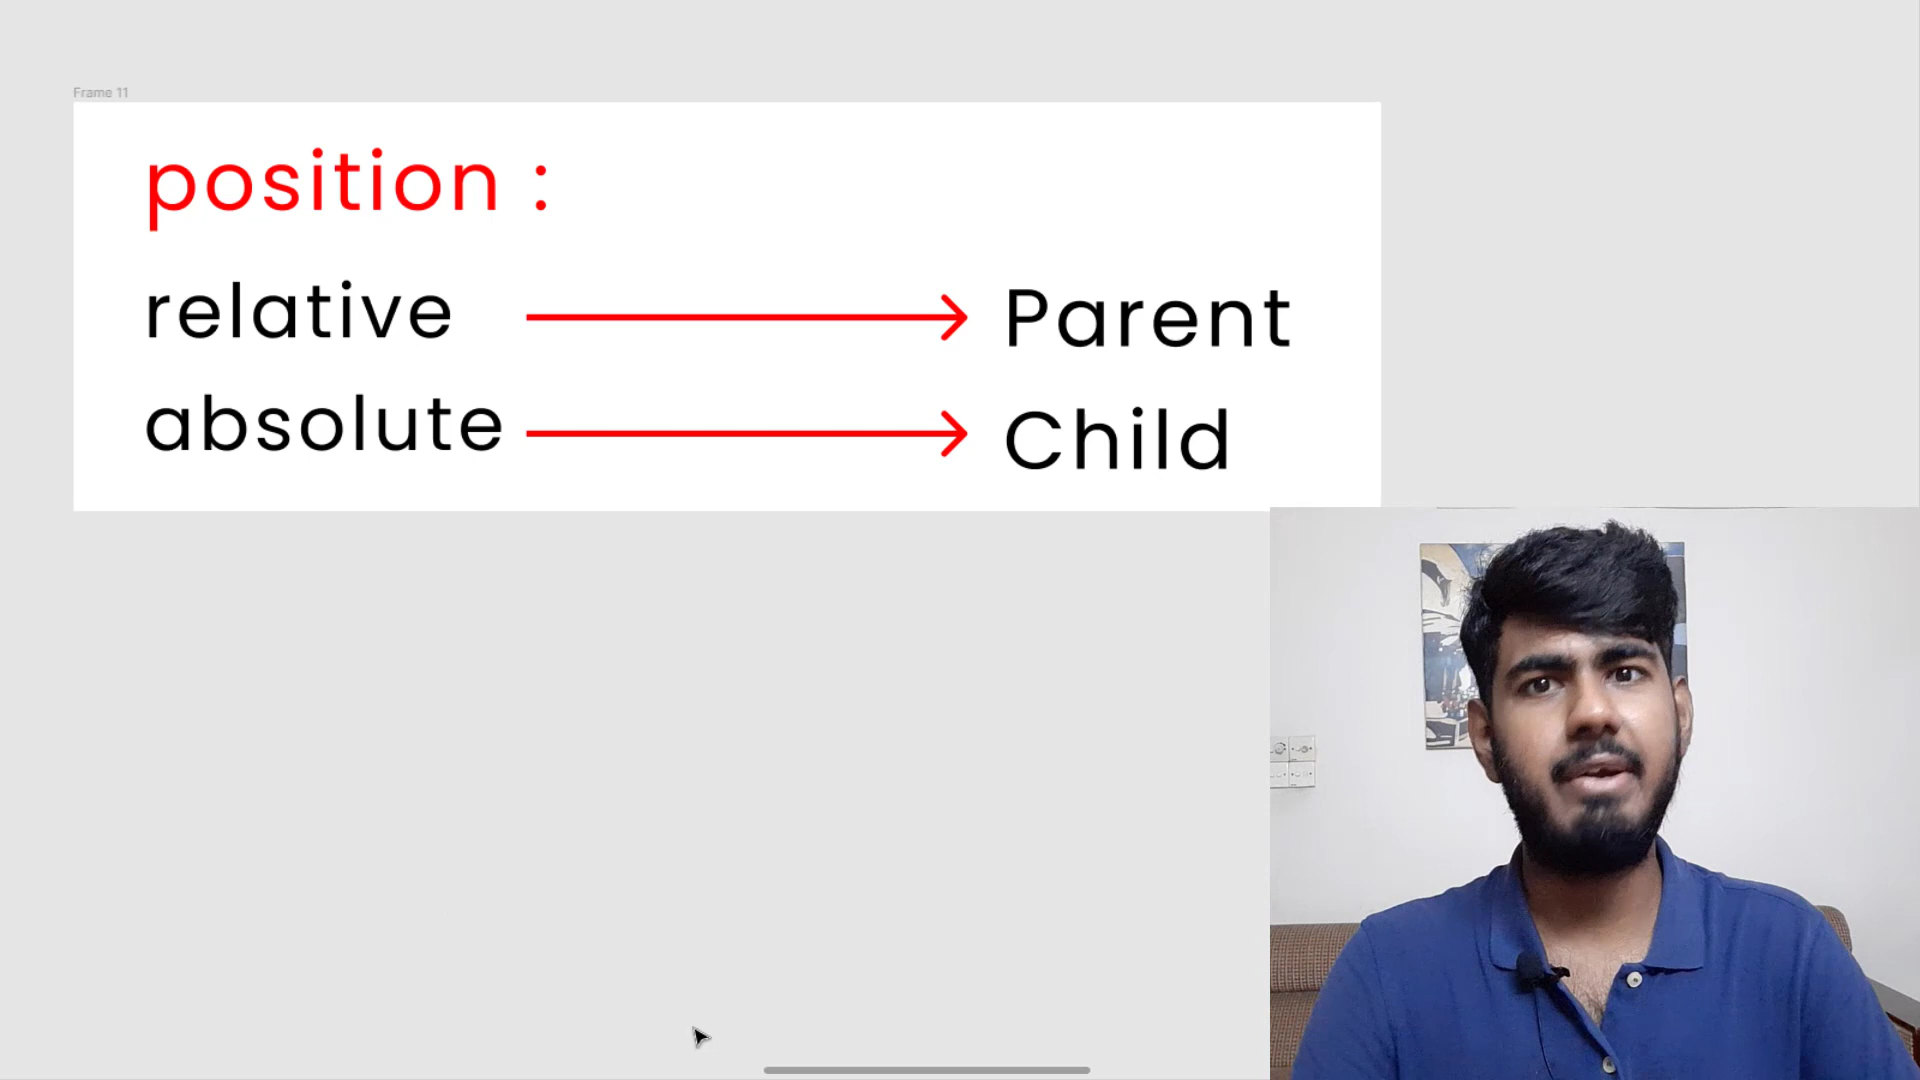 Frame 11
position :
relative Parent
absolute Child